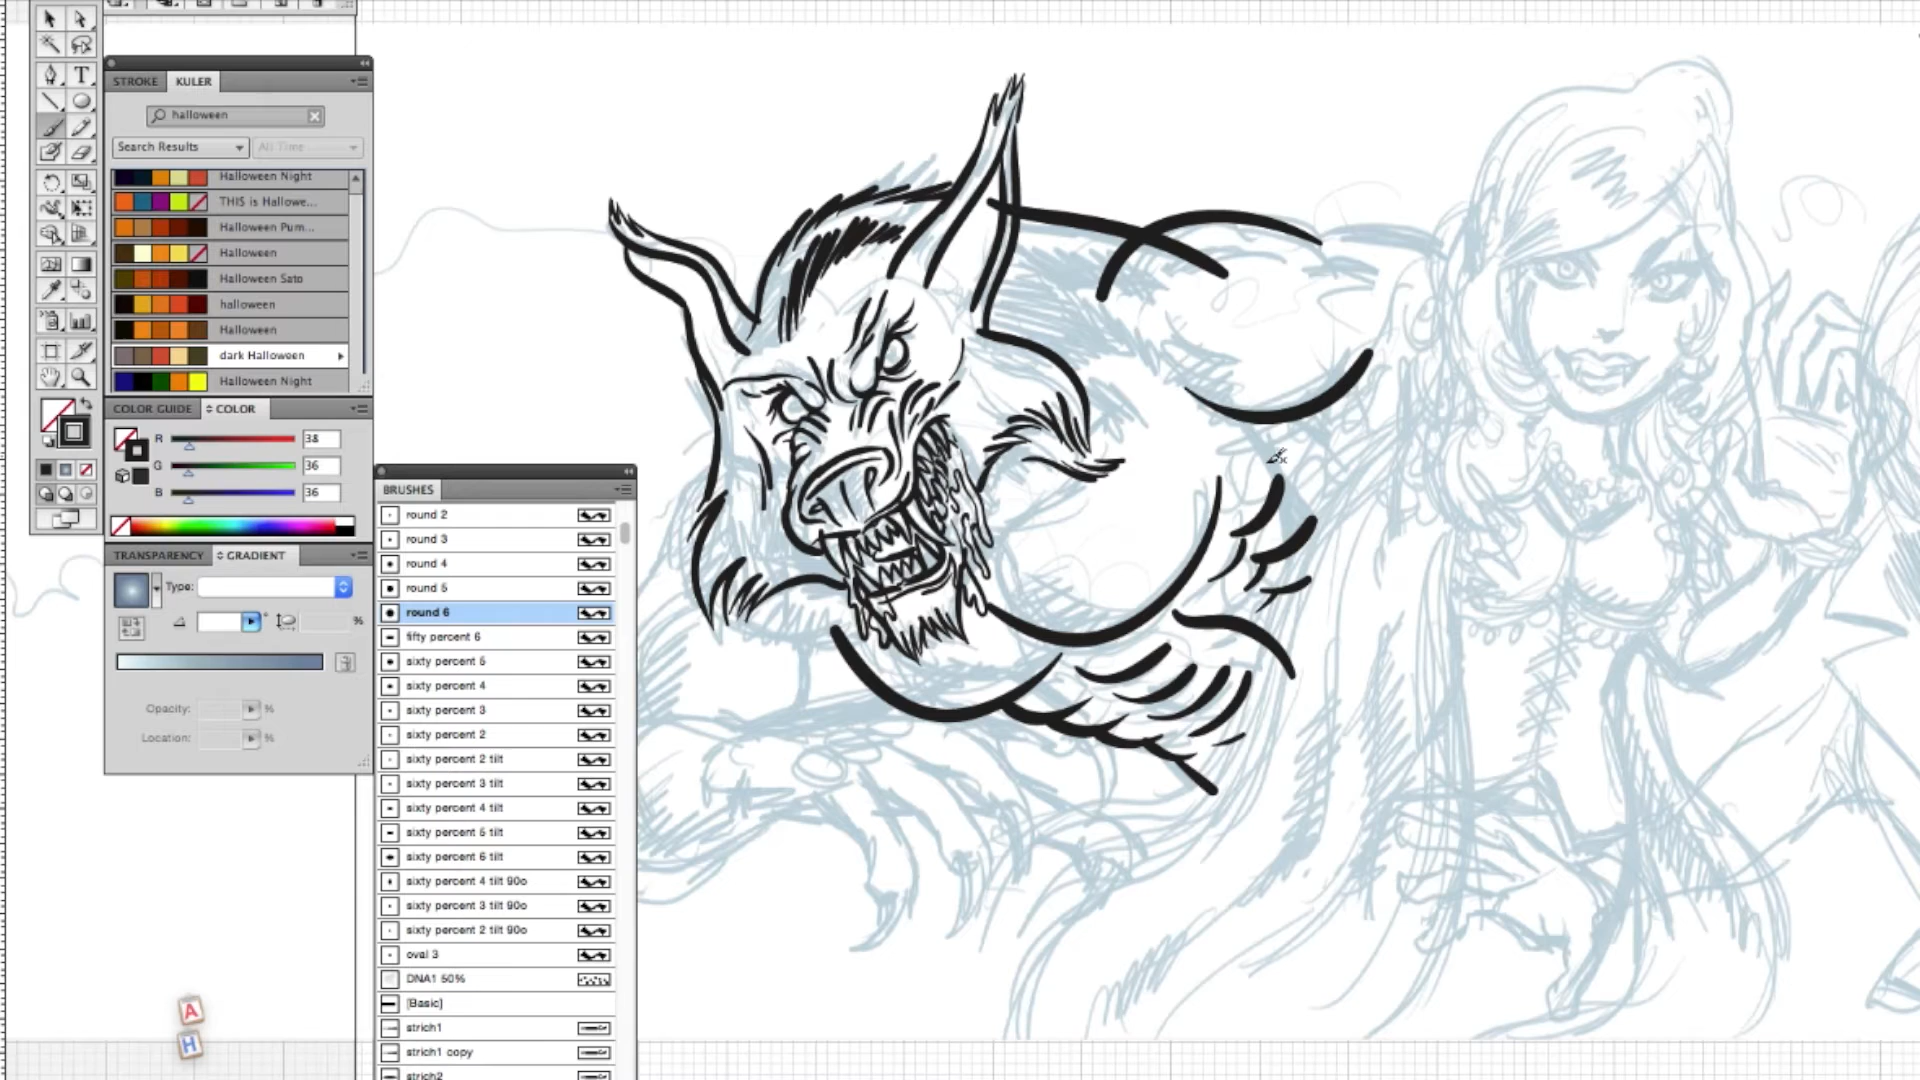 T
STROKE KULER
halloween
Search Results All Time
Halloween Night
THIS is Hallowe...
Halloween Pum...
Halloween
Halloween Sato
halloween
Halloween
dark Halloween
Halloween Night
COLOR GUIDE COLOR
R 38
G 36
B 36
TRANSPARENCY GRADIENT
Type:
° %
Opacity: %
Location: %
BRUSHES
round 2
round 3
round 4
round 5
round 6
fifty percent 6
sixty percent 5
sixty percent 4
sixty percent 3
sixty percent 2
sixty percent 2 tilt
sixty percent 3 tilt
sixty percent 4 tilt
sixty percent 5 tilt
sixty percent 6 tilt
sixty percent 4 tilt 90o
sixty percent 3 tilt 90o
sixty percent 2 tilt 90o
oval 3
DNA1 50%
[Basic]
strich1
strich1 copy
strich2
A
H